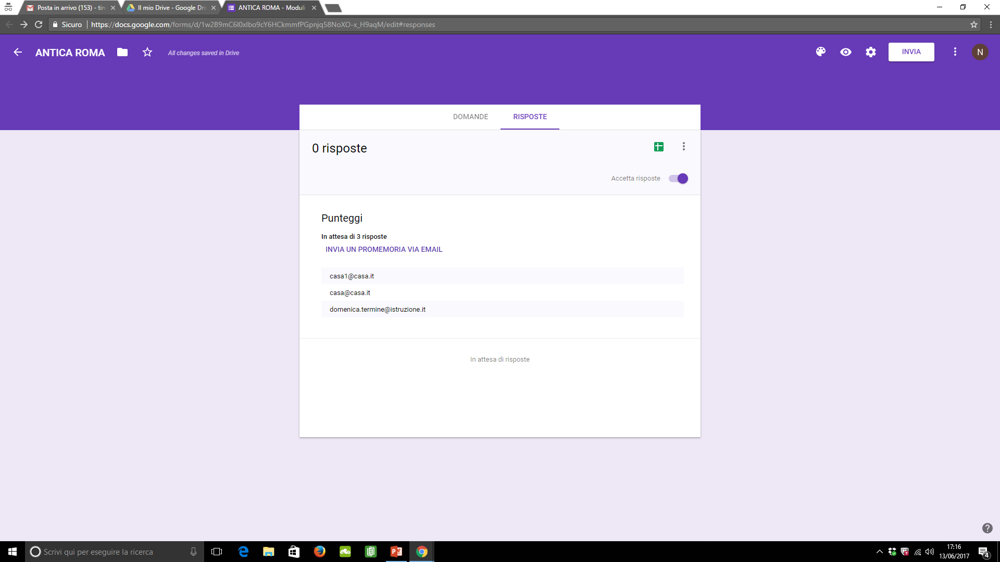 Posta in arrivo (153) - tin
Il mio Drive - Google Dri
ANTICA ROMA - Moduli
Sicuro
https://docs.google.com/forms/d/1w2B9mC6l0xlbo9cY6HCkmmfPGpnjq58NoXO-x_H9aqM/edit#responses
ANTICA ROMA
All changes saved in Drive
INVIA
N
DOMANDE
RISPOSTE
0 risposte
Accetta risposte
Punteggi
In attesa di 3 risposte
INVIA UN PROMEMORIA VIA EMAIL
casa1@casa.it
casa@casa.it
domenica.termine@istruzione.it
In attesa di risposte
Scrivi qui per eseguire la ricerca
17:16
13/06/2017
4